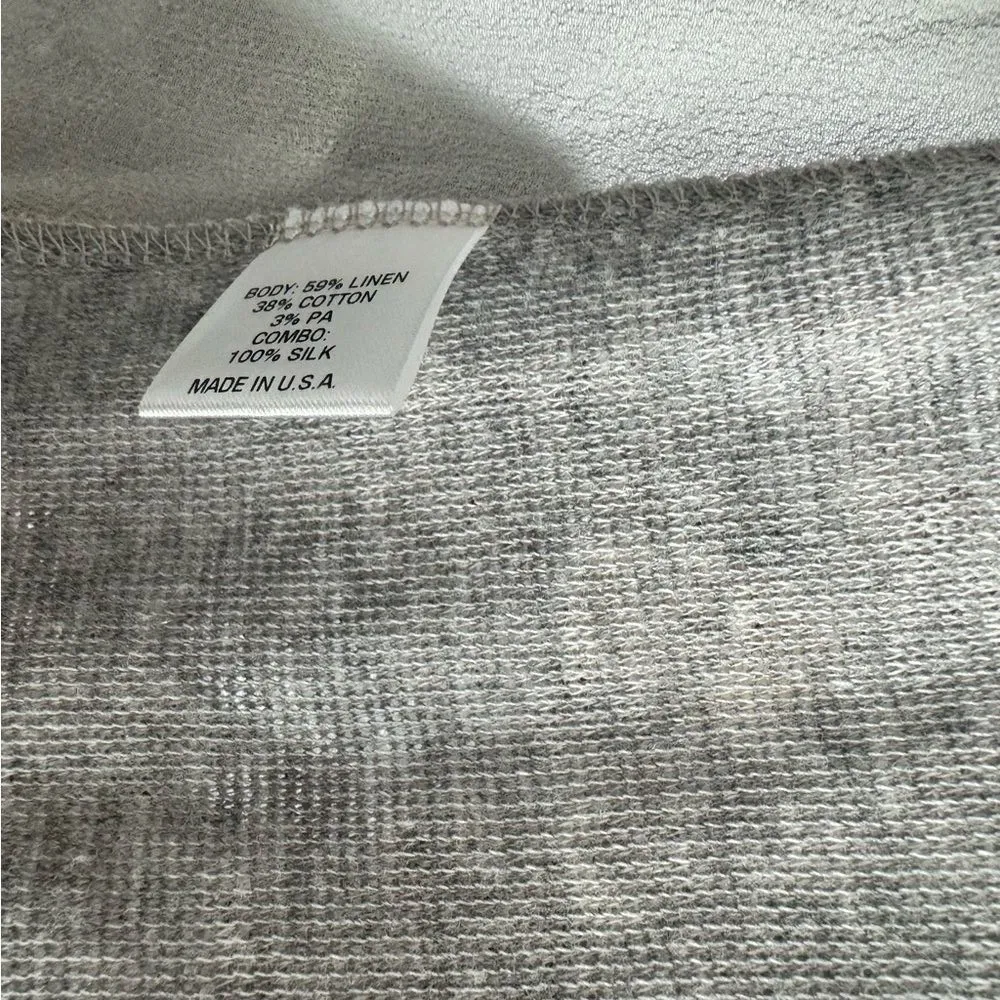 BODY: 59% LINEN
38% COTTON
3% PA
COMBO:
100% SILK
MADE IN U.S.A.